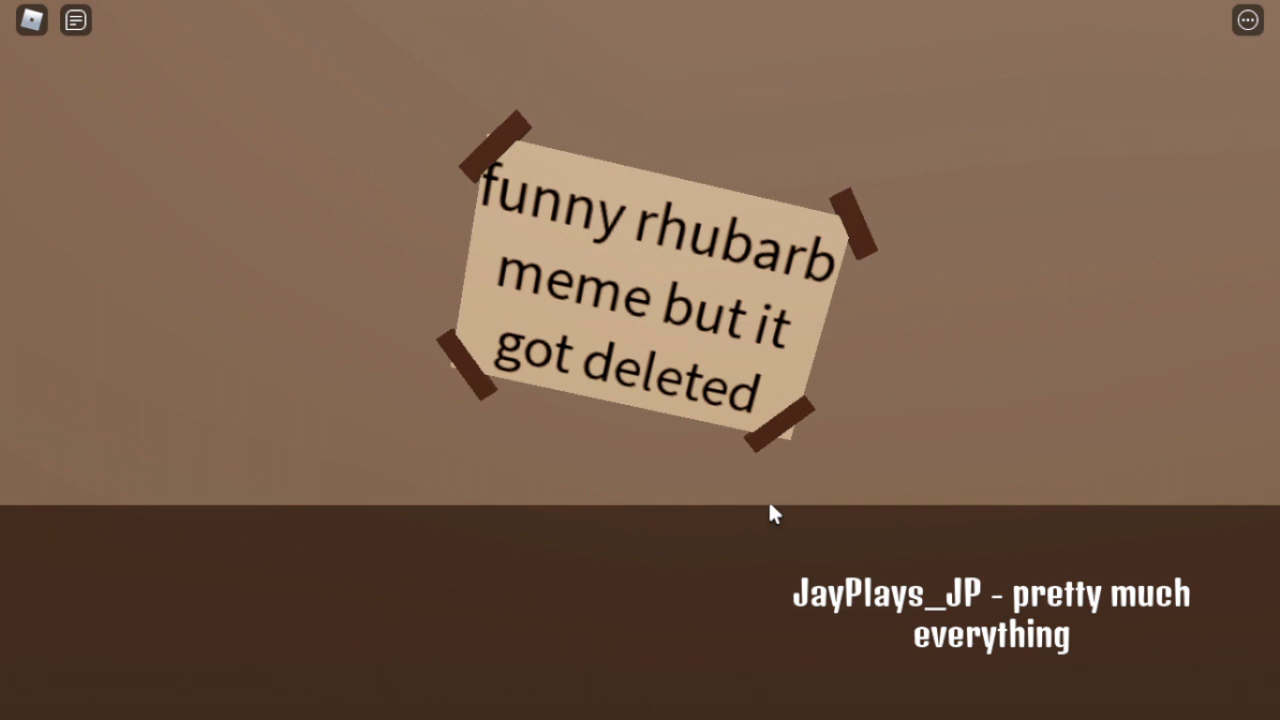 funny rhubarb
meme but it
got deleted
JayPlays_JP - pretty much
everything